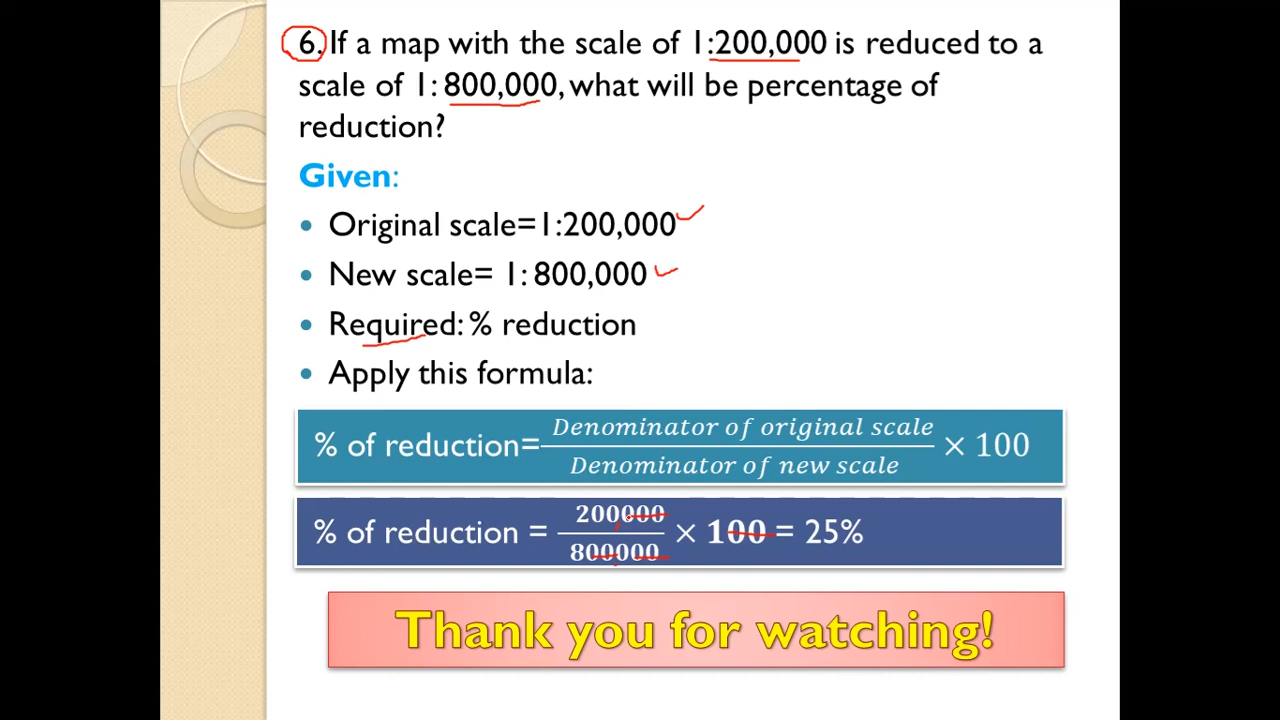 6. If a map with the scale of 1:200,000 is reduced to a
scale of 1: 800,000, what will be percentage of
reduction?
Given:
• Original scale=1:200,000
• New scale= 1: 800,000
• Required: % reduction
• Apply this formula:
% of reduction= Denominator of original scale / Denominator of new scale × 100
% of reduction = 200000 / 800000 × 100 = 25%
Thank you for watching!